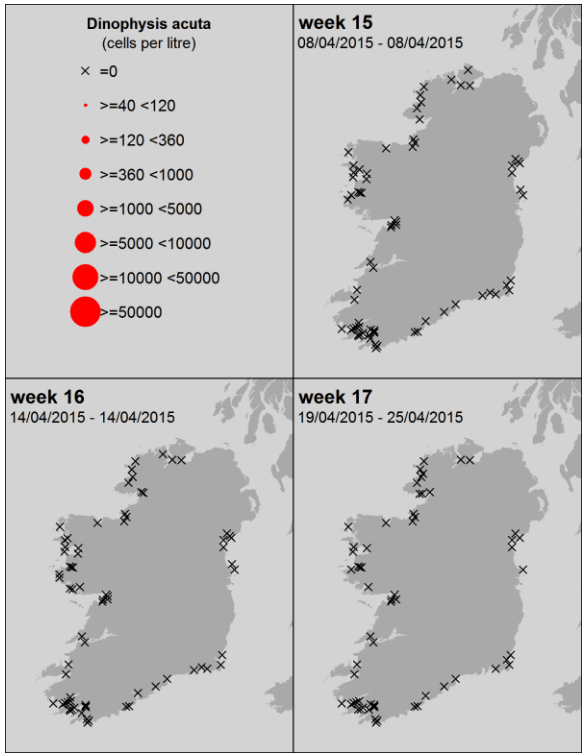 Dinophysis acuta
(cells per litre)
=0
>=40 <120
>=120 <360
>=360 <1000
>=1000 <5000
>=5000 <10000
>=10000 <50000
>=50000
week 15
08/04/2015 - 08/04/2015
week 16
14/04/2015 - 14/04/2015
week 17
19/04/2015 - 25/04/2015